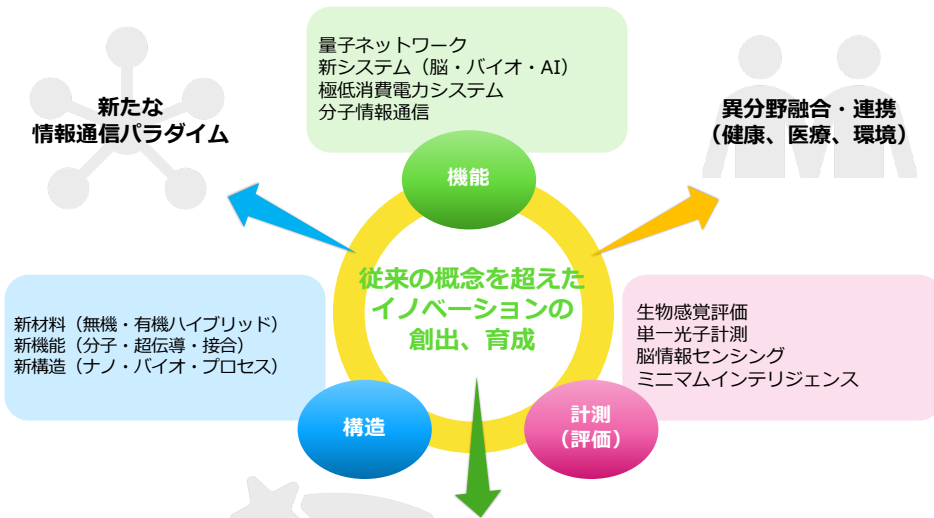 量子ネットワーク
新システム（脳・バイオ・AI）
極低消費電力システム
分子情報通信
新たな
情報通信パラダイム
異分野融合・連携
（健康、医療、環境）
機能
従来の概念を超えた
イノベーションの
創出、育成
新材料（無機・有機ハイブリッド）
新機能（分子・超伝導・接合）
新構造（ナノ・バイオ・プロセス）
生物感覚評価
単一光子計測
脳情報センシング
ミニマムインテリジェンス
構造
計測
（評価）